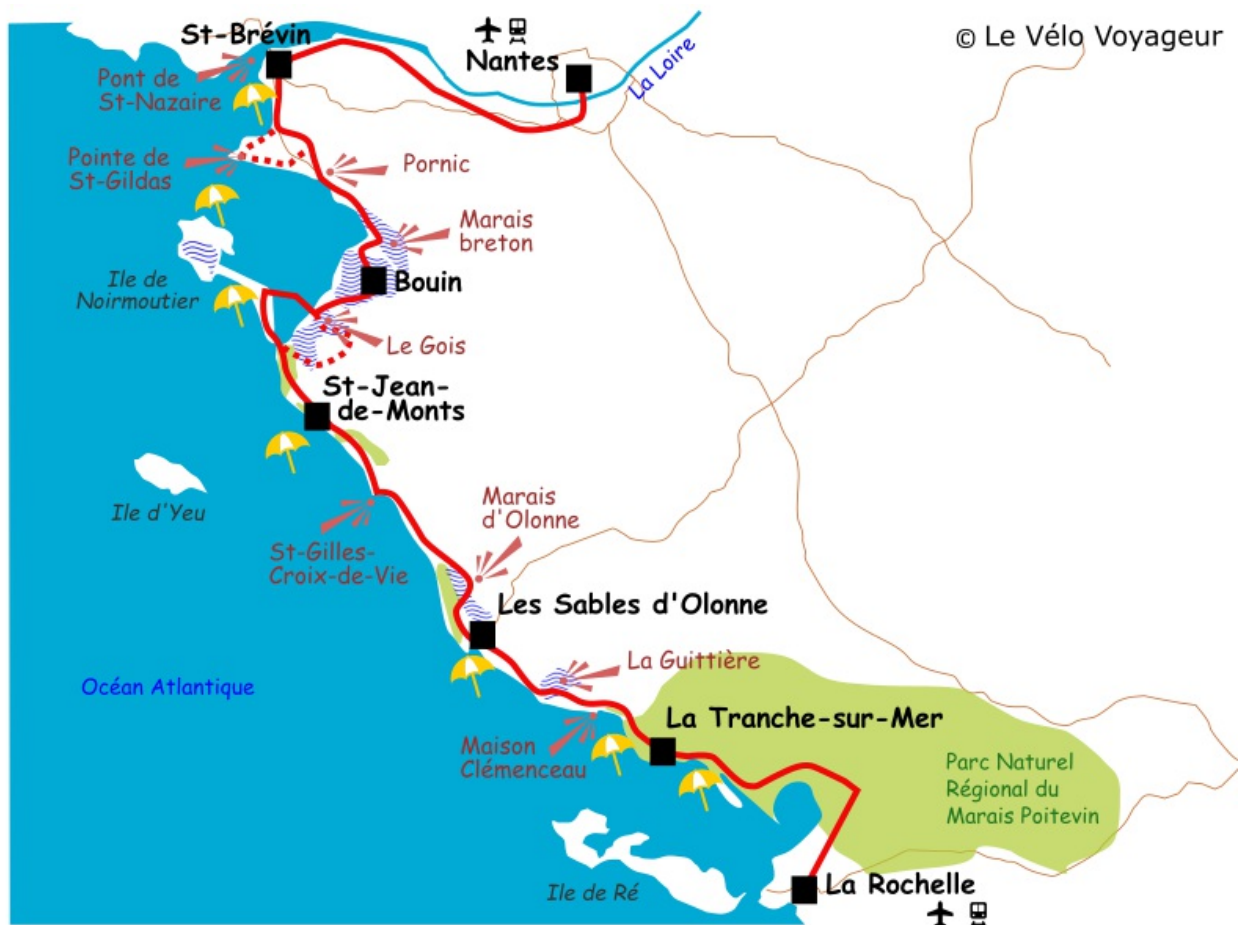 © Le Vélo Voyageur
St-Brévin
Nantes
La Loire
Pont de
St-Nazaire
Pointe de
St-Gildas
Pornic
Marais
breton
Ile de
Noirmoutier
Bouin
Le Gois
St-Jean-
de-Monts
Ile d'Yeu
Marais
d'Olonne
St-Gilles-
Croix-de-Vie
Les Sables d'Olonne
La Guittière
Océan Atlantique
La Tranche-sur-Mer
Maison
Clémenceau
Parc Naturel
Régional du
Marais Poitevin
Ile de Ré
La Rochelle